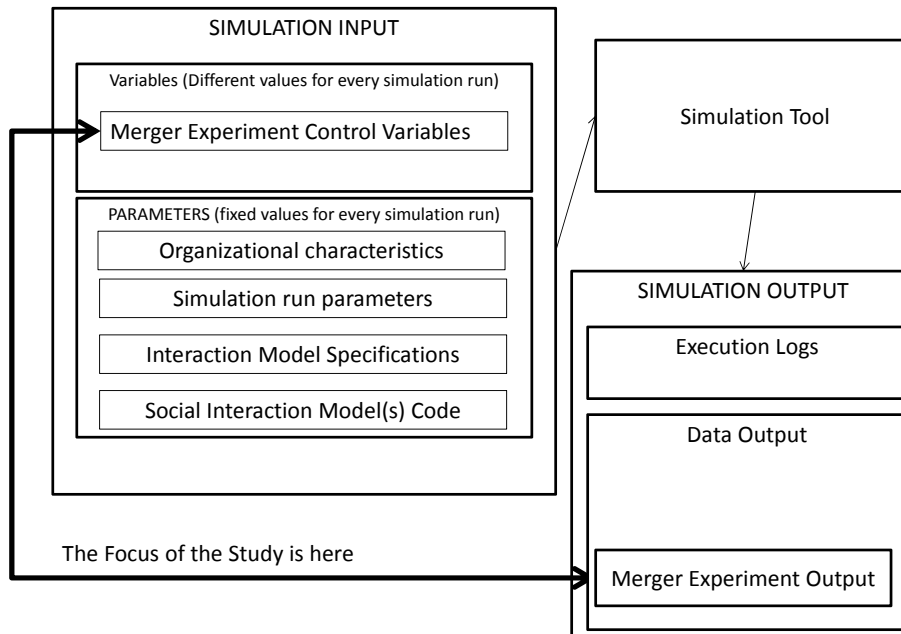 SIMULATION INPUT
Variables (Different values for every simulation run)
Merger Experiment Control Variables
PARAMETERS (fixed values for every simulation run)
Organizational characteristics
Simulation run parameters
Interaction Model Specifications
Social Interaction Model(s) Code
Simulation Tool
SIMULATION OUTPUT
Execution Logs
Data Output
Merger Experiment Output
The Focus of the Study is here